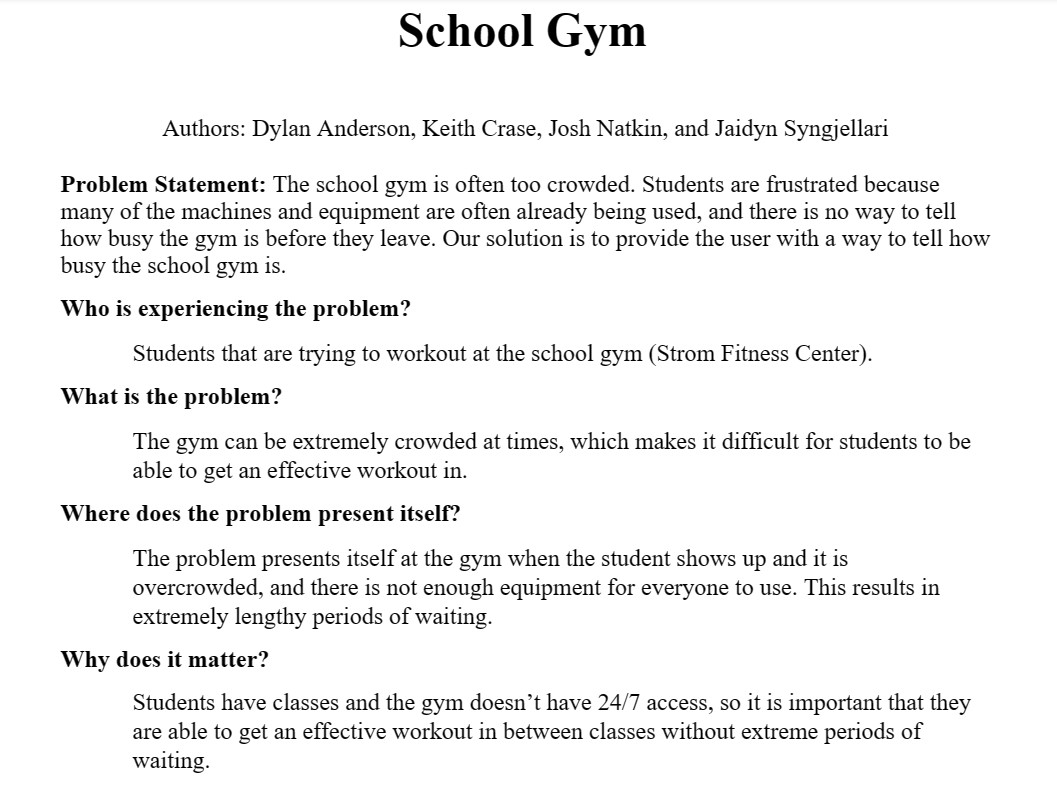 School Gym
Authors: Dylan Anderson, Keith Crase, Josh Natkin, and Jaidyn Syngjellari
Problem Statement: The school gym is often too crowded. Students are frustrated because
many of the machines and equipment are often already being used, and there is no way to tell
how busy the gym is before they leave. Our solution is to provide the user with a way to tell how
busy the school gym is.
Who is experiencing the problem?
Students that are trying to workout at the school gym (Strom Fitness Center).
What is the problem?
The gym can be extremely crowded at times, which makes it difficult for students to be
able to get an effective workout in.
Where does the problem present itself?
The problem presents itself at the gym when the student shows up and it is
overcrowded, and there is not enough equipment for everyone to use. This results in
extremely lengthy periods of waiting.
Why does it matter?
Students have classes and the gym doesn’t have 24/7 access, so it is important that they
are able to get an effective workout in between classes without extreme periods of
waiting.